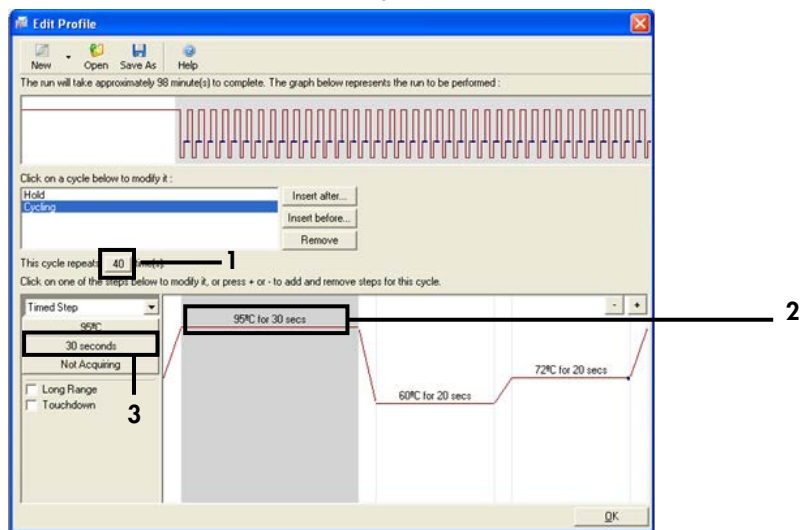 Edit Profile
New Open Save As Help
The run will take approximately 98 minute(s) to complete. The graph below represents the run to be performed :
Click on a cycle below to modify it :
Hold
Cycling
Insert after...
Insert before...
Remove
This cycle repeats 40 time(s).
1
Click on one of the steps below to modify it, or press + or - to add and remove steps for this cycle.
Timed Step
- +
95ºC
30 seconds
Not Acquiring
Long Range
Touchdown
3
95ºC for 30 secs
2
60ºC for 20 secs
72ºC for 20 secs
OK